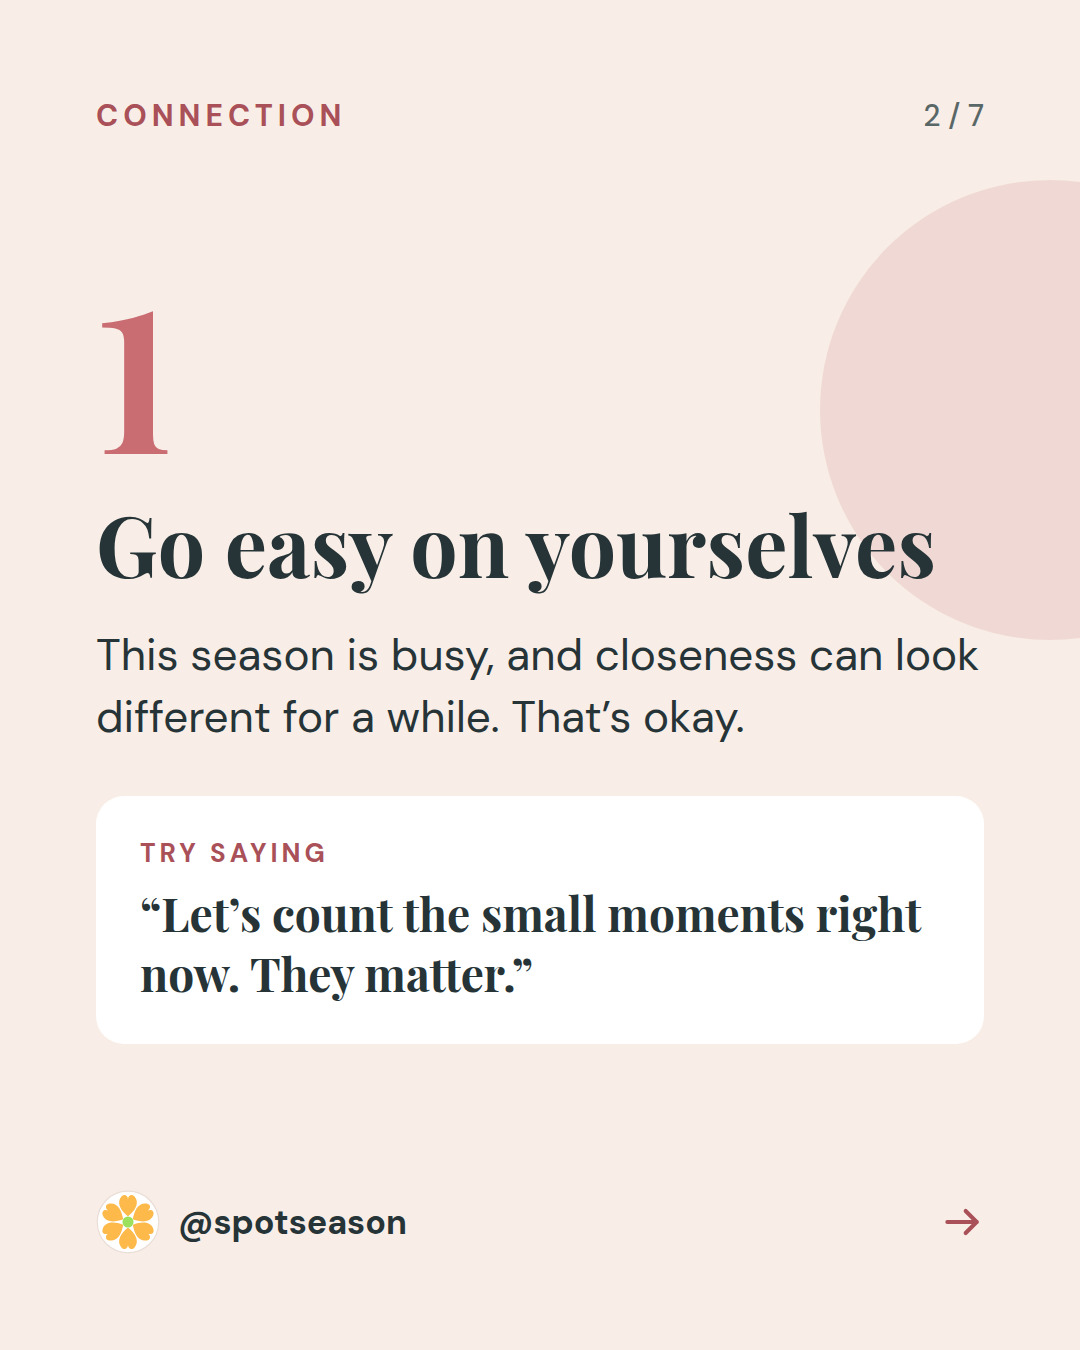 CONNECTION
2 / 7
1
Go easy on yourselves
This season is busy, and closeness can look
different for a while. That’s okay.
TRY SAYING
“Let’s count the small moments right
now. They matter.”
@spotseason